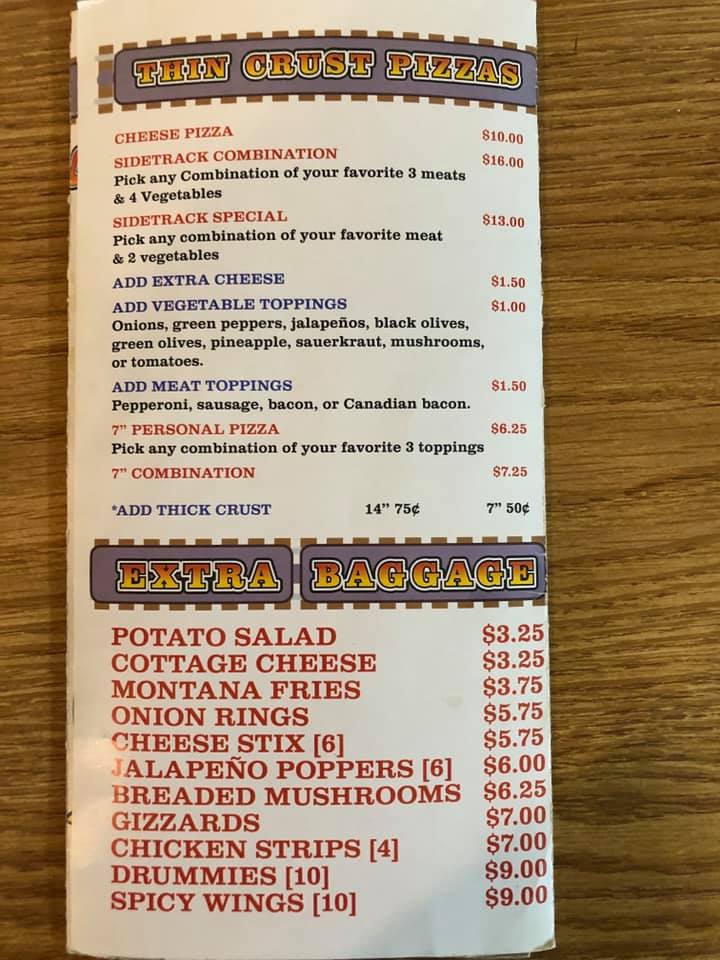 THIN CRUST PIZZAS
CHEESE PIZZA $10.00
SIDETRACK COMBINATION $16.00
Pick any Combination of your favorite 3 meats
& 4 Vegetables
SIDETRACK SPECIAL $13.00
Pick any combination of your favorite meat
& 2 vegetables
ADD EXTRA CHEESE $1.50
ADD VEGETABLE TOPPINGS $1.00
Onions, green peppers, jalapeños, black olives,
green olives, pineapple, sauerkraut, mushrooms,
or tomatoes.
ADD MEAT TOPPINGS $1.50
Pepperoni, sausage, bacon, or Canadian bacon.
7” PERSONAL PIZZA $6.25
Pick any combination of your favorite 3 toppings
7” COMBINATION $7.25
*ADD THICK CRUST 14” 75¢ 7” 50¢
EXTRA BAGGAGE
POTATO SALAD $3.25
COTTAGE CHEESE $3.25
MONTANA FRIES $3.75
ONION RINGS $5.75
CHEESE STIX [6] $5.75
JALAPEÑO POPPERS [6] $6.00
BREADED MUSHROOMS $6.25
GIZZARDS $7.00
CHICKEN STRIPS [4] $7.00
DRUMMIES [10] $9.00
SPICY WINGS [10] $9.00